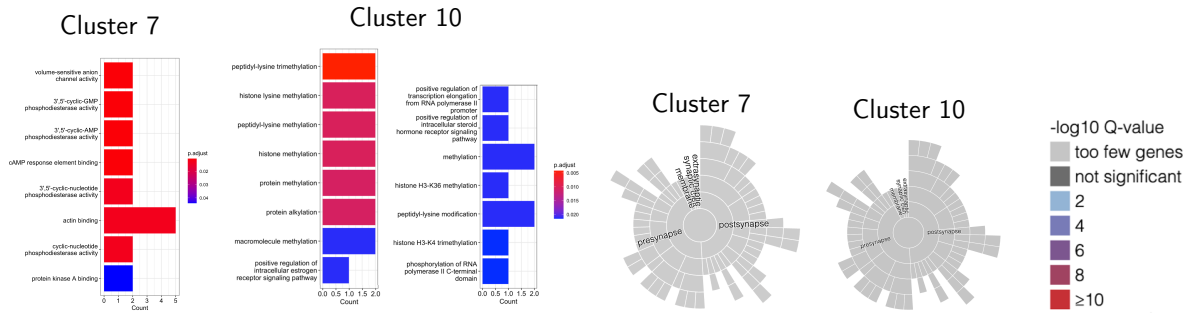 Cluster 7
volume-sensitive anion
channel activity
3',5'-cyclic-GMP
phosphodiesterase activity
3',5'-cyclic-AMP
phosphodiesterase activity
cAMP response element binding
3',5'-cyclic-nucleotide
phosphodiesterase activity
actin binding
cyclic-nucleotide
phosphodiesterase activity
protein kinase A binding
0 1 2 3 4 5
Count
p.adjust
0.02
0.03
0.04
Cluster 10
peptidyl-lysine trimethylation
histone lysine methylation
peptidyl-lysine methylation
histone methylation
protein methylation
protein alkylation
macromolecule methylation
positive regulation of
intracellular estrogen
receptor signaling pathway
0.0 0.5 1.0 1.5 2.0
Count
positive regulation of
transcription elongation
from RNA polymerase II
promoter
positive regulation of
intracellular steroid
hormone receptor signaling
pathway
methylation
histone H3-K36 methylation
peptidyl-lysine modification
histone H3-K4 trimethylation
phosphorylation of RNA
polymerase II C-terminal
domain
0.0 0.5 1.0 1.5 2.0
Count
p.adjust
0.005
0.010
0.015
0.020
Cluster 7
extrasynaptic
synaptic
membrane
presynapse
postsynapse
Cluster 10
membrane
presynapse
postsynapse
-log10 Q-value
too few genes
not significant
2
4
6
8
≥10